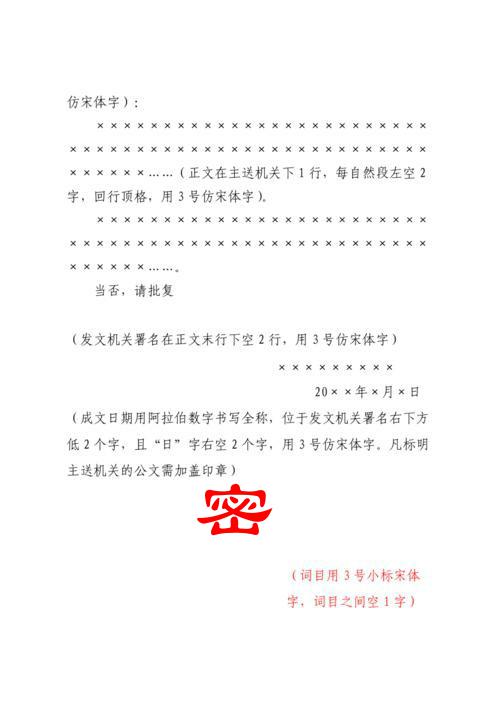 仿宋体字）：
××××××××××××××××××××××××
××××××××××××××××××××××××××
××××××……（正文在主送机关下1行，每自然段左空2
字，回行顶格，用3号仿宋体字）。
××××××××××××××××××××××××
××××××××××××××××××××××××××
××××××……。
当否，请批复
（发文机关署名在正文末行下空2行，用3号仿宋体字）
×××××××××
20××年×月×日
（成文日期用阿拉伯数字书写全称，位于发文机关署名右下方
低2个字，且“日”字右空2个字，用3号仿宋体字。凡标明
主送机关的公文需加盖印章）
密
（词目用3号小标宋体
字，词目之间空1字）